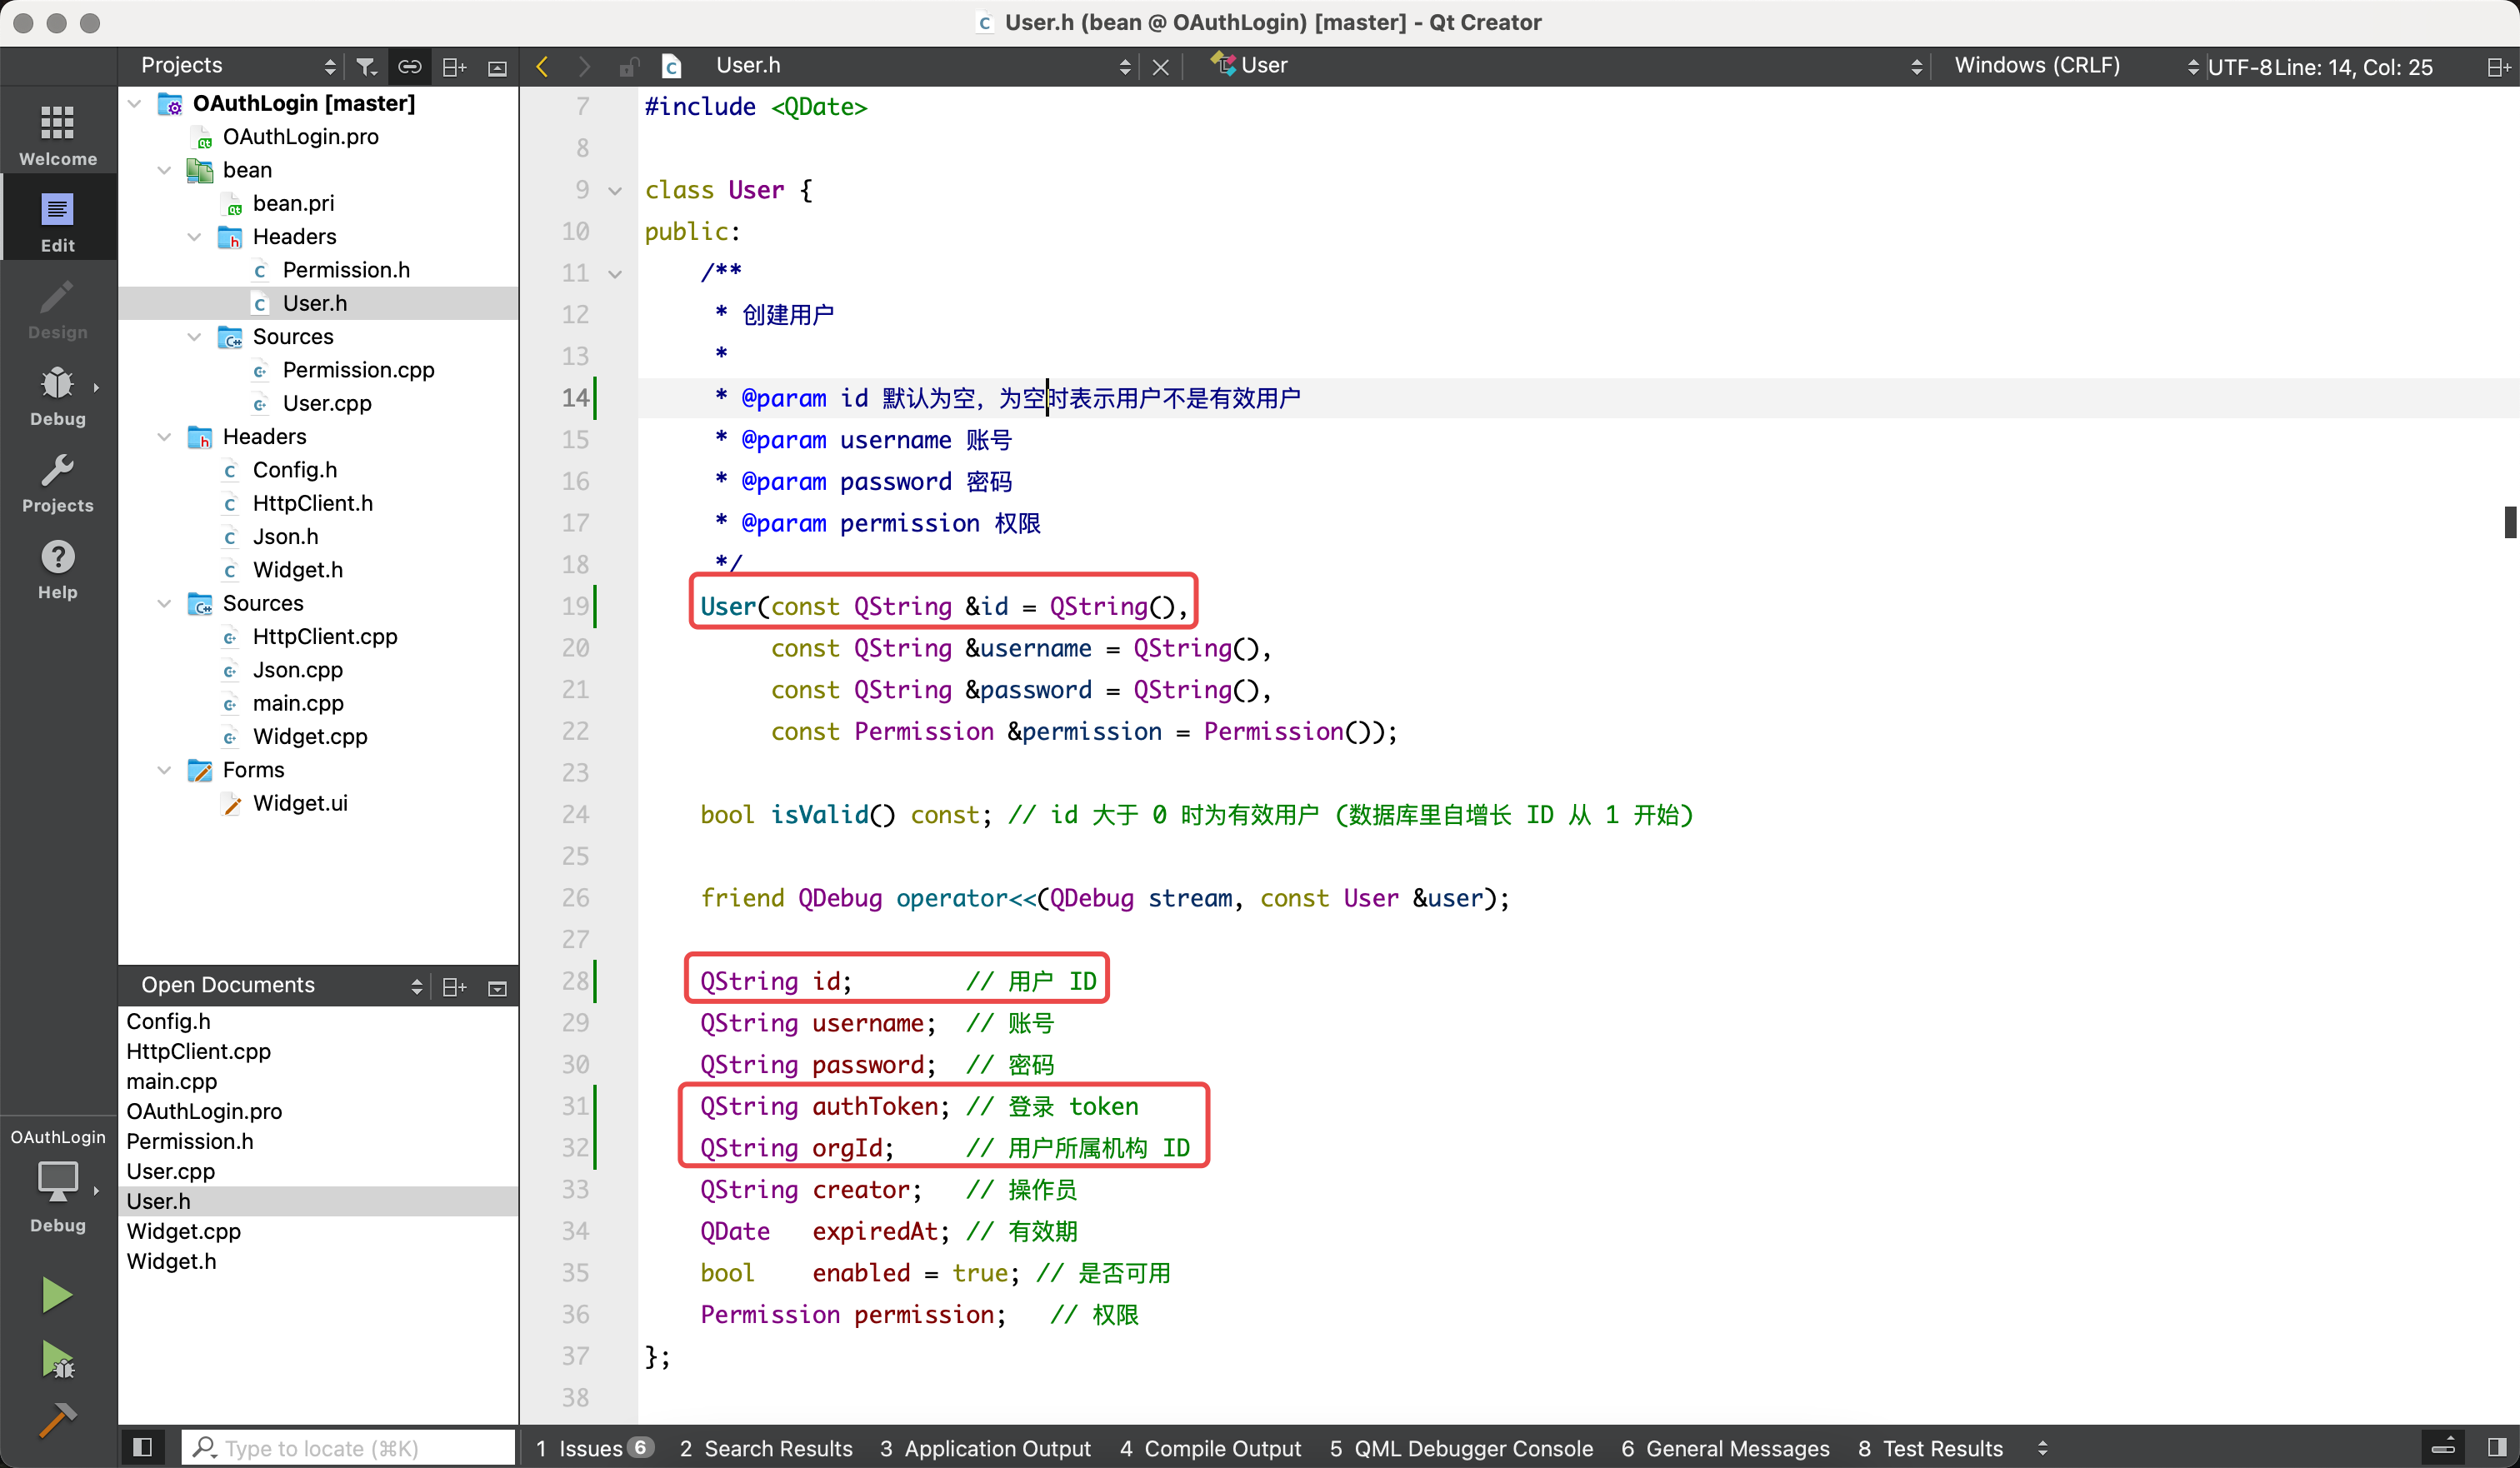 User.h (bean @ OAuthLogin) [master] - Qt Creator
Projects
User.h
User
Windows (CRLF)
UTF-8
Line: 14, Col: 25
Welcome
Edit
Design
Debug
Projects
Help
OAuthLogin
Debug
OAuthLogin [master]
OAuthLogin.pro
bean
bean.pri
Headers
Permission.h
User.h
Sources
Permission.cpp
User.cpp
Headers
Config.h
HttpClient.h
Json.h
Widget.h
Sources
HttpClient.cpp
Json.cpp
main.cpp
Widget.cpp
Forms
Widget.ui
Open Documents
Config.h
HttpClient.cpp
main.cpp
OAuthLogin.pro
Permission.h
User.cpp
User.h
Widget.cpp
Widget.h
7 #include <QDate>
8
9 class User {
10 public:
11     /**
12      * 创建用户
13      *
14      * @param id 默认为空，为空时表示用户不是有效用户
15      * @param username 账号
16      * @param password 密码
17      * @param permission 权限
18      */
19     User(const QString &id = QString(),
20          const QString &username = QString(),
21          const QString &password = QString(),
22          const Permission &permission = Permission());
23
24     bool isValid() const; // id 大于 0 时为有效用户 (数据库里自增长 ID 从 1 开始)
25
26     friend QDebug operator<<(QDebug stream, const User &user);
27
28     QString id;        // 用户 ID
29     QString username;  // 账号
30     QString password;  // 密码
31     QString authToken; // 登录 token
32     QString orgId;     // 用户所属机构 ID
33     QString creator;   // 操作员
34     QDate   expiredAt; // 有效期
35     bool    enabled = true; // 是否可用
36     Permission permission;   // 权限
37 };
38
Type to locate (⌘K)
1 Issues 6
2 Search Results
3 Application Output
4 Compile Output
5 QML Debugger Console
6 General Messages
8 Test Results